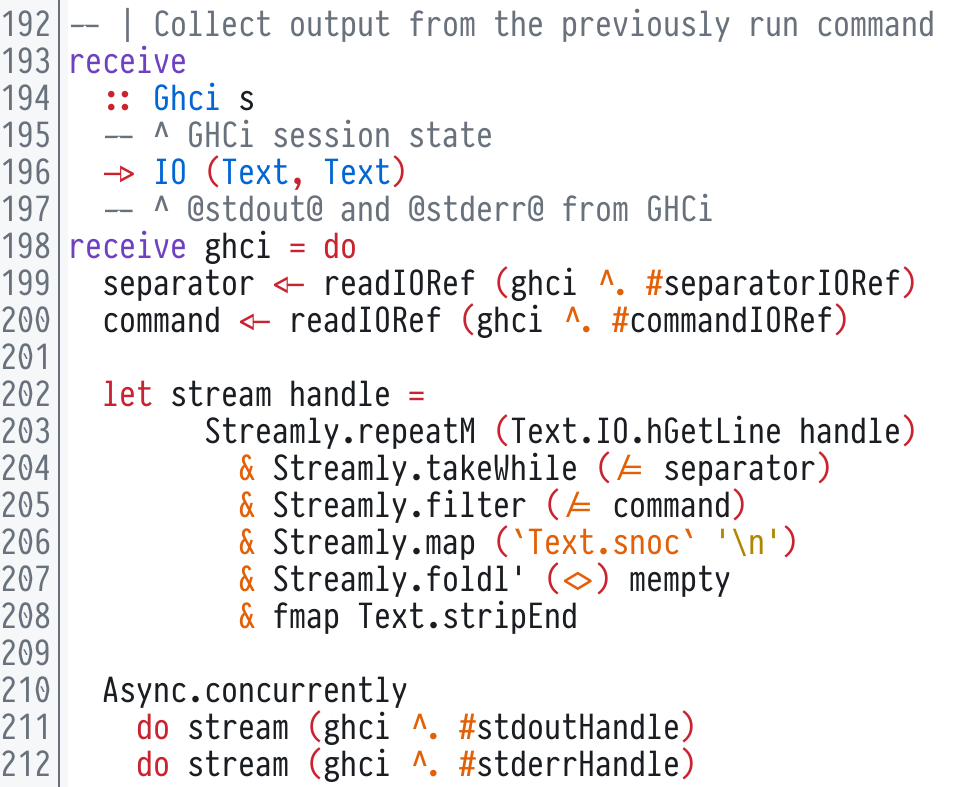 192 -- | Collect output from the previously run command
193 receive
194   :: Ghci s
195   -- ^ GHCi session state
196   -> IO (Text, Text)
197   -- ^ @stdout@ and @stderr@ from GHCi
198 receive ghci = do
199   separator <- readIORef (ghci ^. #separatorIORef)
200   command <- readIORef (ghci ^. #commandIORef)
201
202   let stream handle =
203         Streamly.repeatM (Text.IO.hGetLine handle)
204           & Streamly.takeWhile (/= separator)
205           & Streamly.filter (/= command)
206           & Streamly.map (`Text.snoc` '\n')
207           & Streamly.foldl' (<>) mempty
208           & fmap Text.stripEnd
209
210   Async.concurrently
211     do stream (ghci ^. #stdoutHandle)
212     do stream (ghci ^. #stderrHandle)